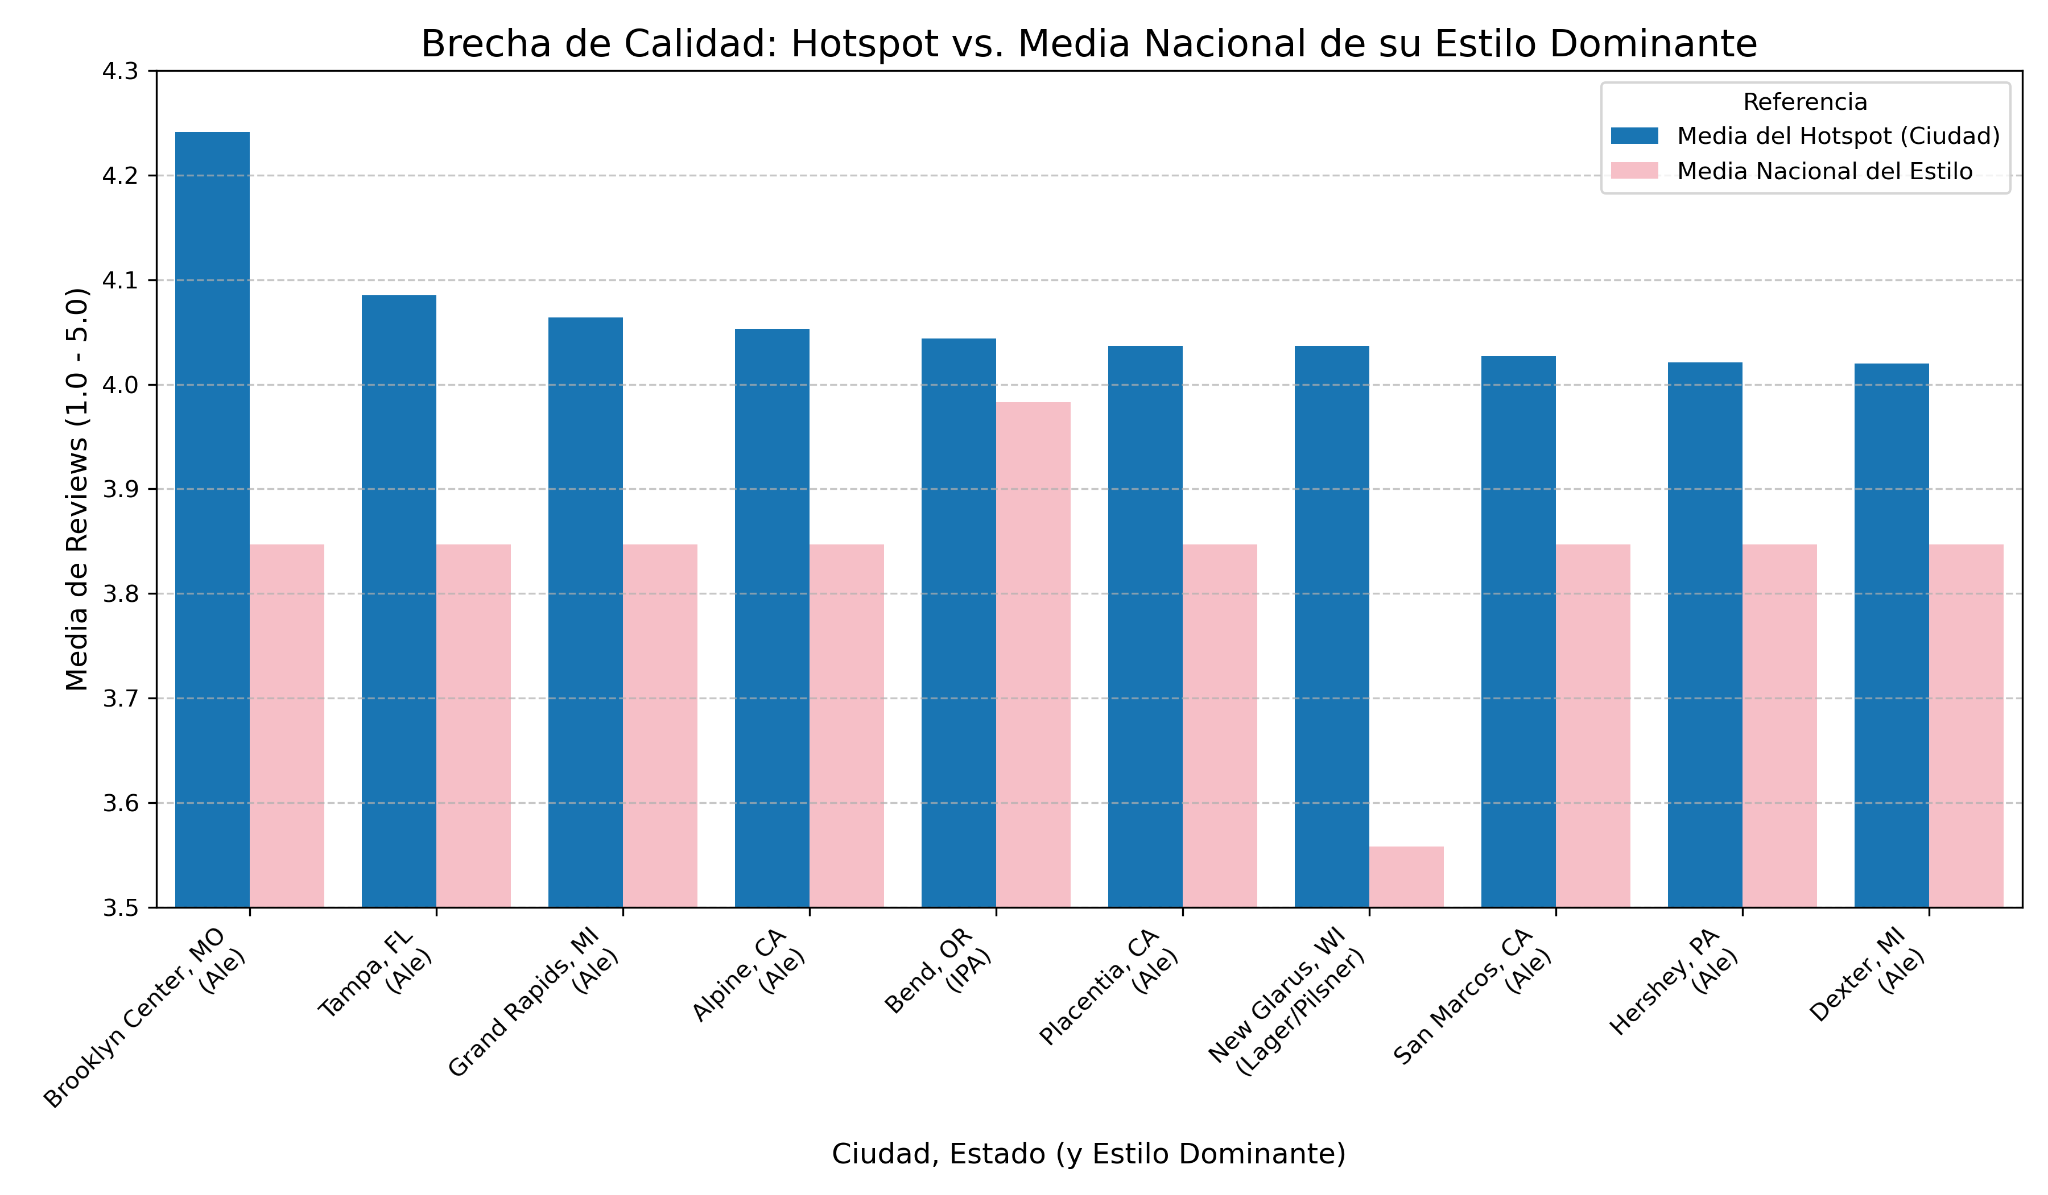 Brecha de Calidad: Hotspot vs. Media Nacional de su Estilo Dominante
Referencia
Media del Hotspot (Ciudad)
Media Nacional del Estilo
Media de Reviews (1.0 - 5.0)
4.3
4.2
4.1
4.0
3.9
3.8
3.7
3.6
3.5
Brooklyn Center, MO
(Ale)
Tampa, FL
(Ale)
Grand Rapids, MI
(Ale)
Alpine, CA
(Ale)
Bend, OR
(IPA)
Placentia, CA
(Ale)
New Glarus, WI
(Lager/Pilsner)
San Marcos, CA
(Ale)
Hershey, PA
(Ale)
Dexter, MI
(Ale)
Ciudad, Estado (y Estilo Dominante)